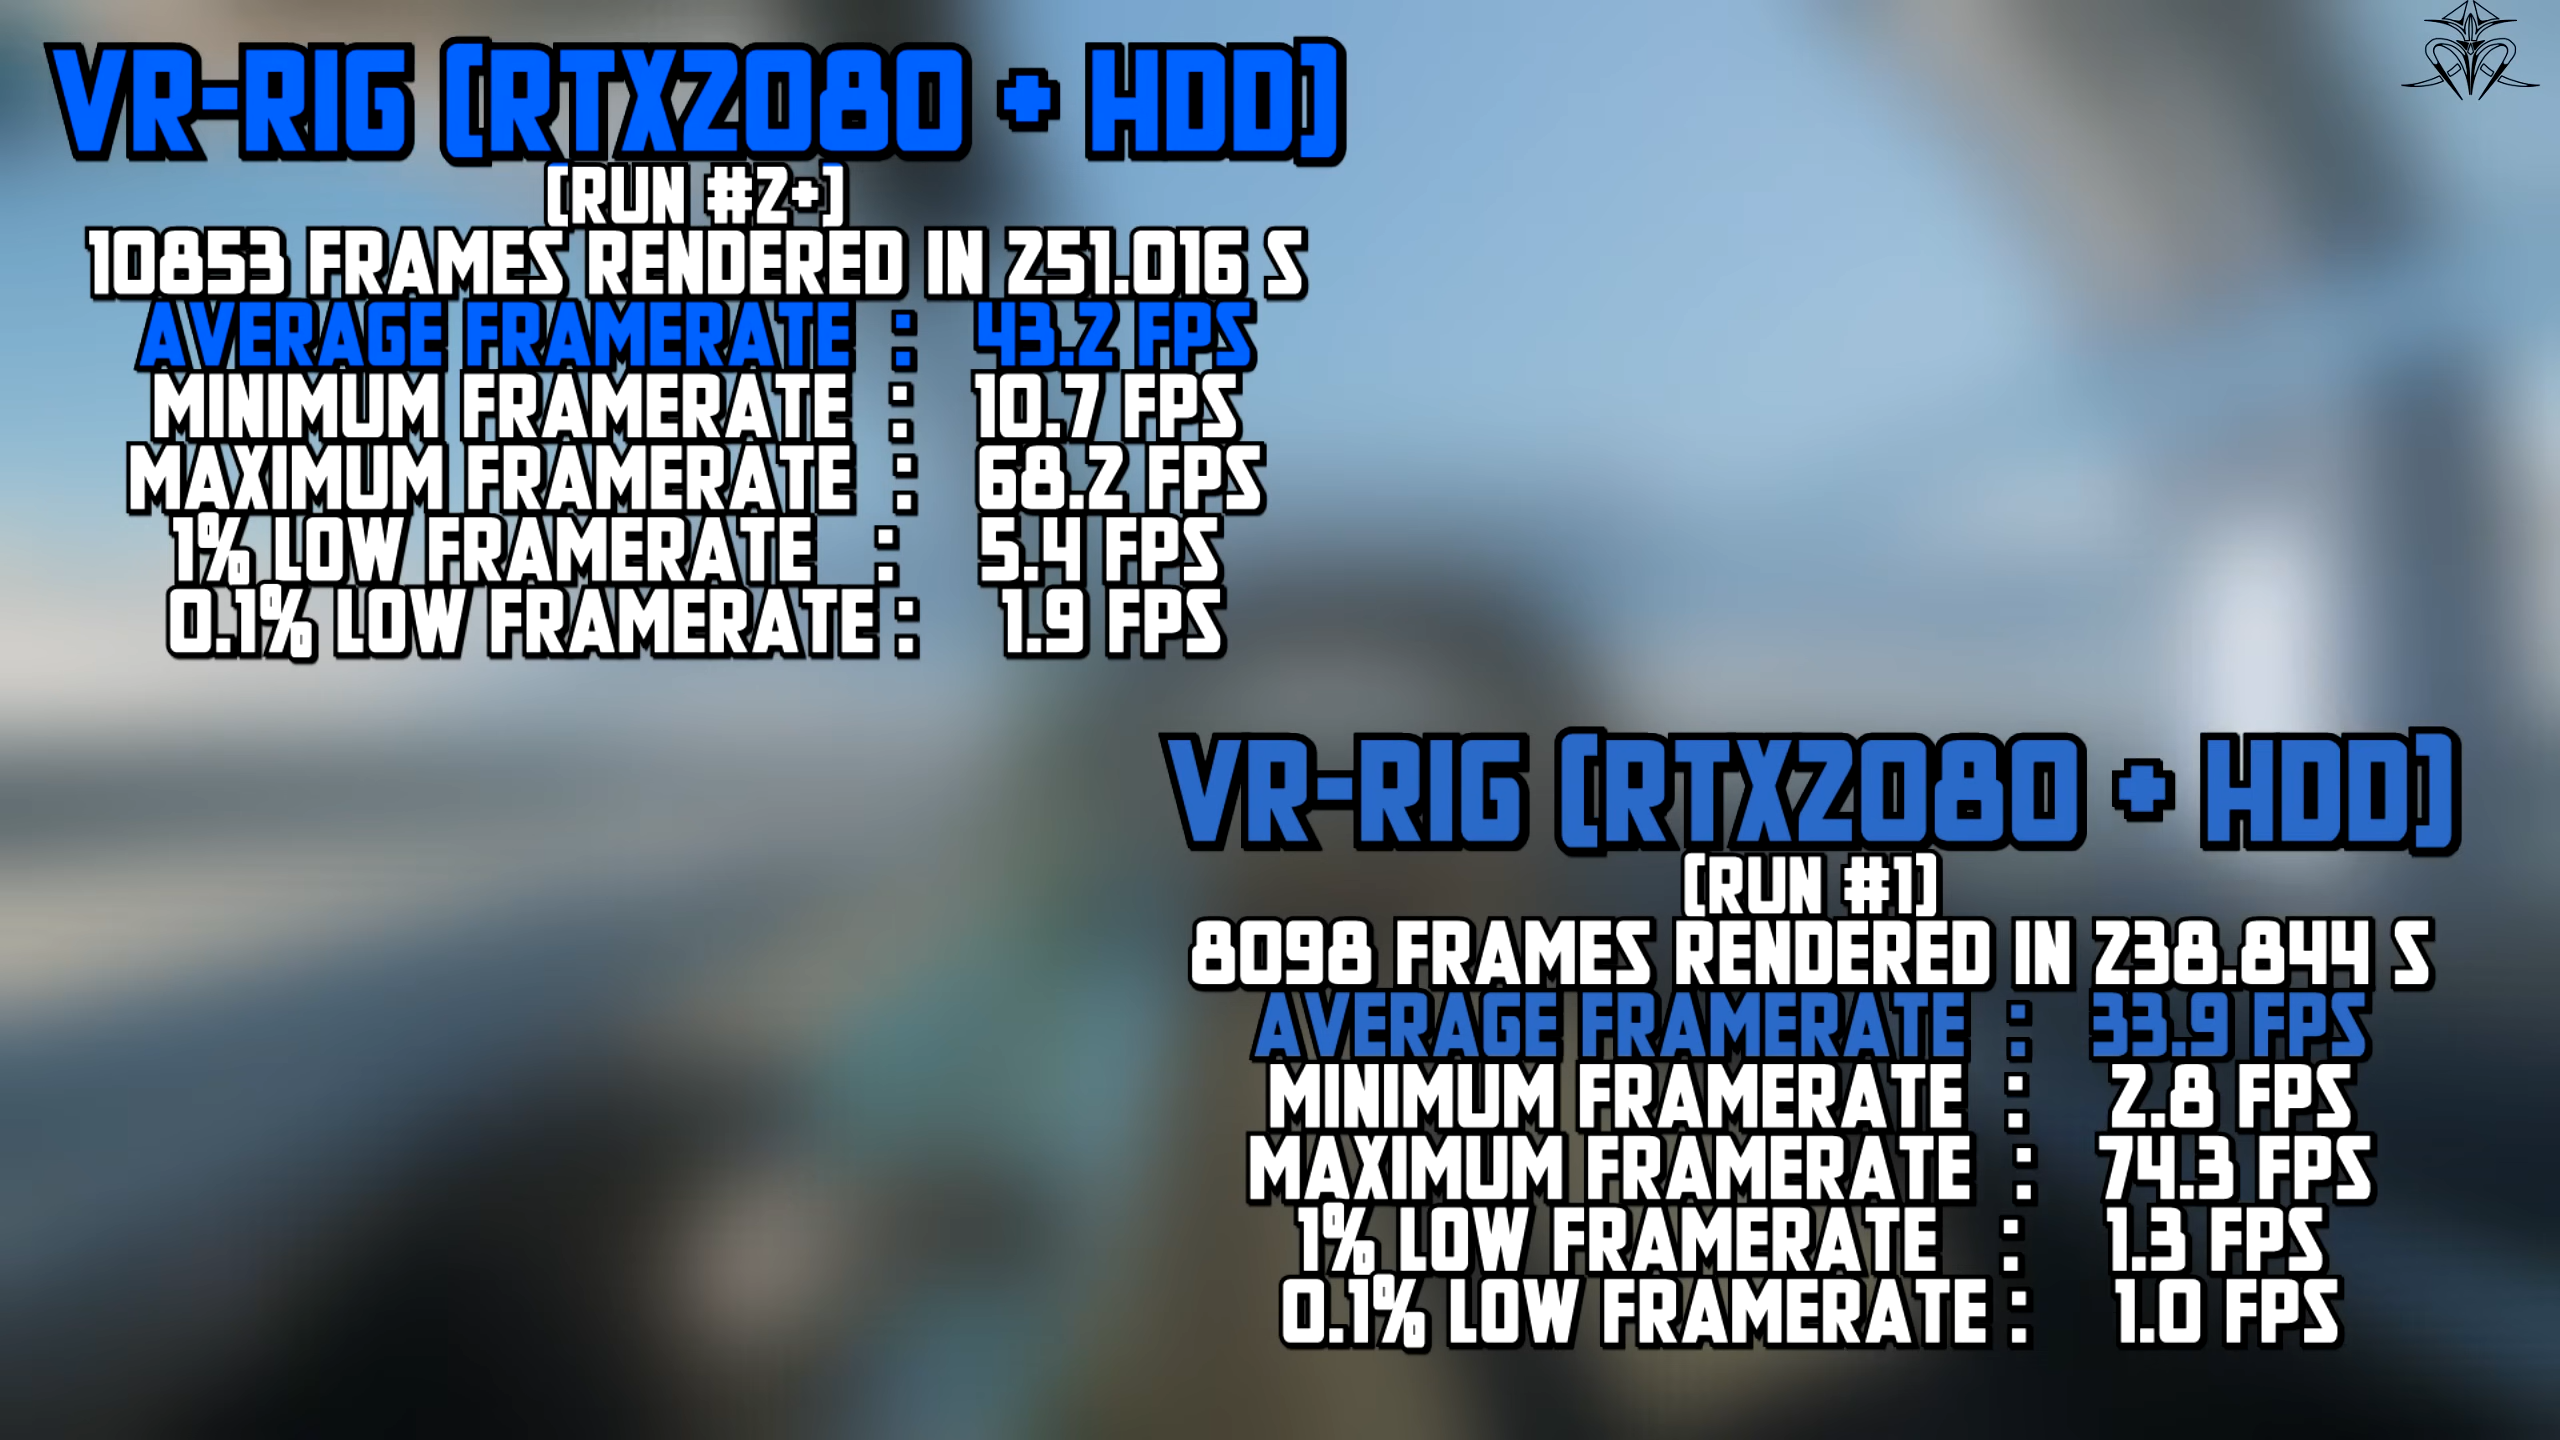 VR-RIG (RTX2080 + HDD)
(RUN #2+)
10853 FRAMES RENDERED IN 251.016 S
AVERAGE FRAMERATE : 43.2 FPS
MINIMUM FRAMERATE : 10.7 FPS
MAXIMUM FRAMERATE : 68.2 FPS
1% LOW FRAMERATE : 5.4 FPS
0.1% LOW FRAMERATE : 1.9 FPS
VR-RIG (RTX2080 + HDD)
(RUN #1)
8098 FRAMES RENDERED IN 238.844 S
AVERAGE FRAMERATE : 33.9 FPS
MINIMUM FRAMERATE : 2.8 FPS
MAXIMUM FRAMERATE : 74.3 FPS
1% LOW FRAMERATE : 1.3 FPS
0.1% LOW FRAMERATE : 1.0 FPS